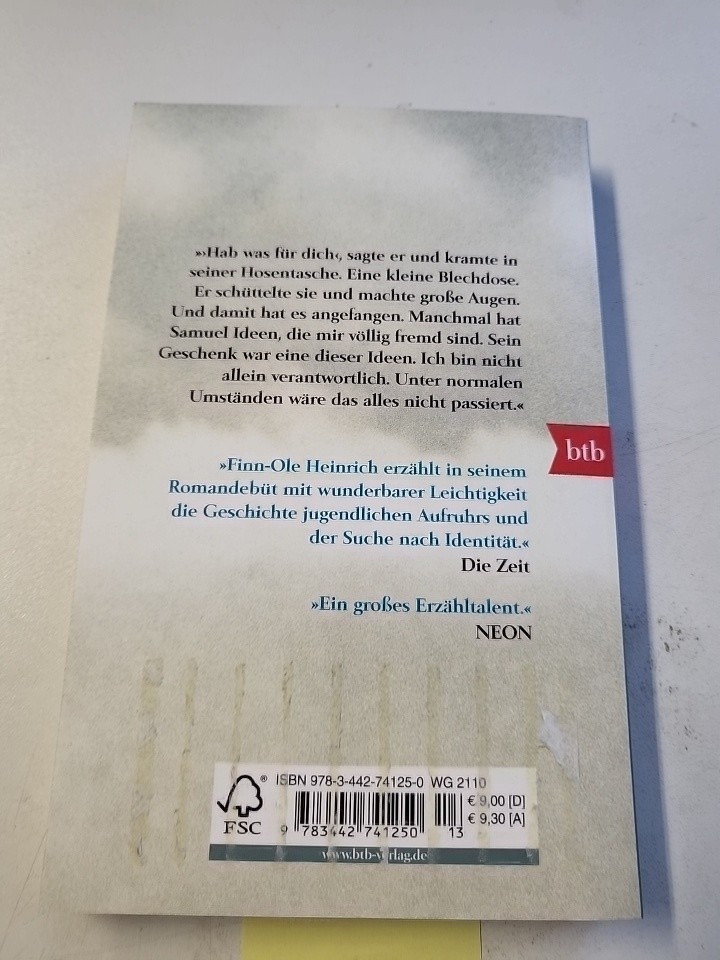 »›Hab was für dich‹, sagte er und kramte in
seiner Hosentasche. Eine kleine Blechdose.
Er schüttelte sie und machte große Augen.
Und damit hat es angefangen. Manchmal hat
Samuel Ideen, die mir völlig fremd sind. Sein
Geschenk war eine dieser Ideen. Ich bin nicht
allein verantwortlich. Unter normalen
Umständen wäre das alles nicht passiert.«
btb
»Finn-Ole Heinrich erzählt in seinem
Romandebüt mit wunderbarer Leichtigkeit
die Geschichte jugendlichen Aufruhrs und
der Suche nach Identität.«
Die Zeit
»Ein großes Erzähltalent.«
NEON
® ISBN 978-3-442-74125-0 WG 2110
€ 9,00 [D]
€ 9,30 [A]
FSC
9 783442 741250 13
www.btb-verlag.de